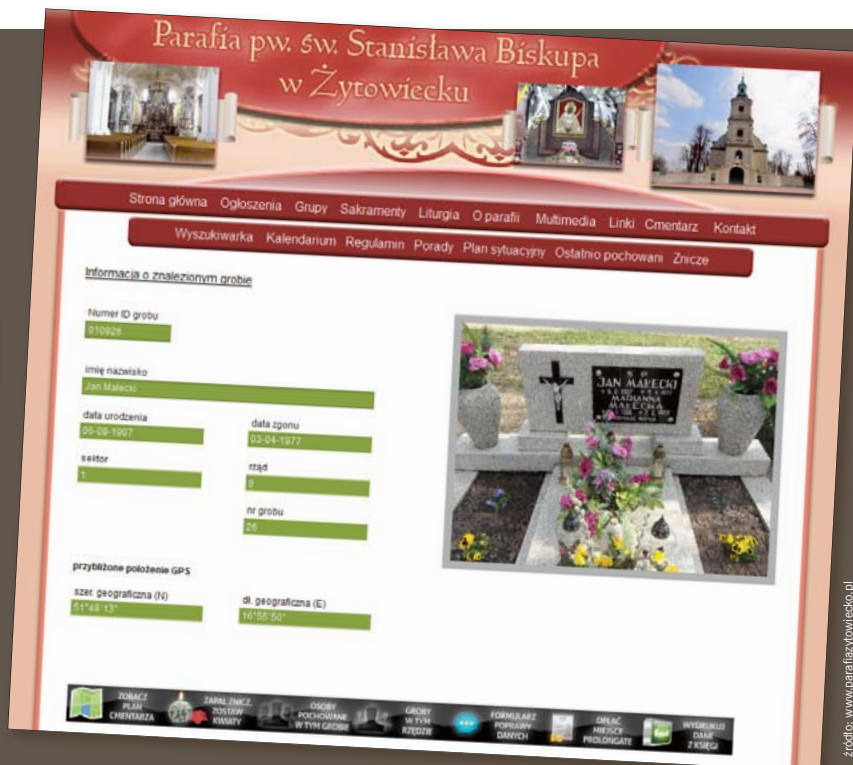 Parafia pw. św. Stanisława Biskupa
w Żytowiecku
Strona główna Ogłoszenia Grupy Sakramenty Liturgia O parafii Multimedia Linki Cmentarz Kontakt
Wyszukiwarka Kalendarium Regulamin Porady Plan sytuacyjny Ostatnio pochowani Znicze
Informacja o znalezionym grobie
Numer ID grobu
010926
imię nazwisko
Jan Małecki
data urodzenia
data zgonu
06-08-1907
03-04-1977
sektor
rząd
1
9
nr grobu
26
Ś P
JAN MAŁECKI
MARIANNA
MAŁECKA
przybliżone położenie GPS
szer. geograficzna (N)
dł. geograficzna (E)
51°48'13"
16°55'50"
ZOBACZ
PLAN
CMENTARZA
ZAPAL ZNICZ,
ZOSTAW
KWIATY
OSOBY
POCHOWANE
W TYM GROBIE
GROBY
W TYM
RZĘDZIE
FORMULARZ
POPRAWY
DANYCH
OPŁAĆ
MIEJSCE
PROLONGATĘ
WYDRUKUJ
DANE
Z KSIĘGI
źródło: www.parafiazytowiecko.pl